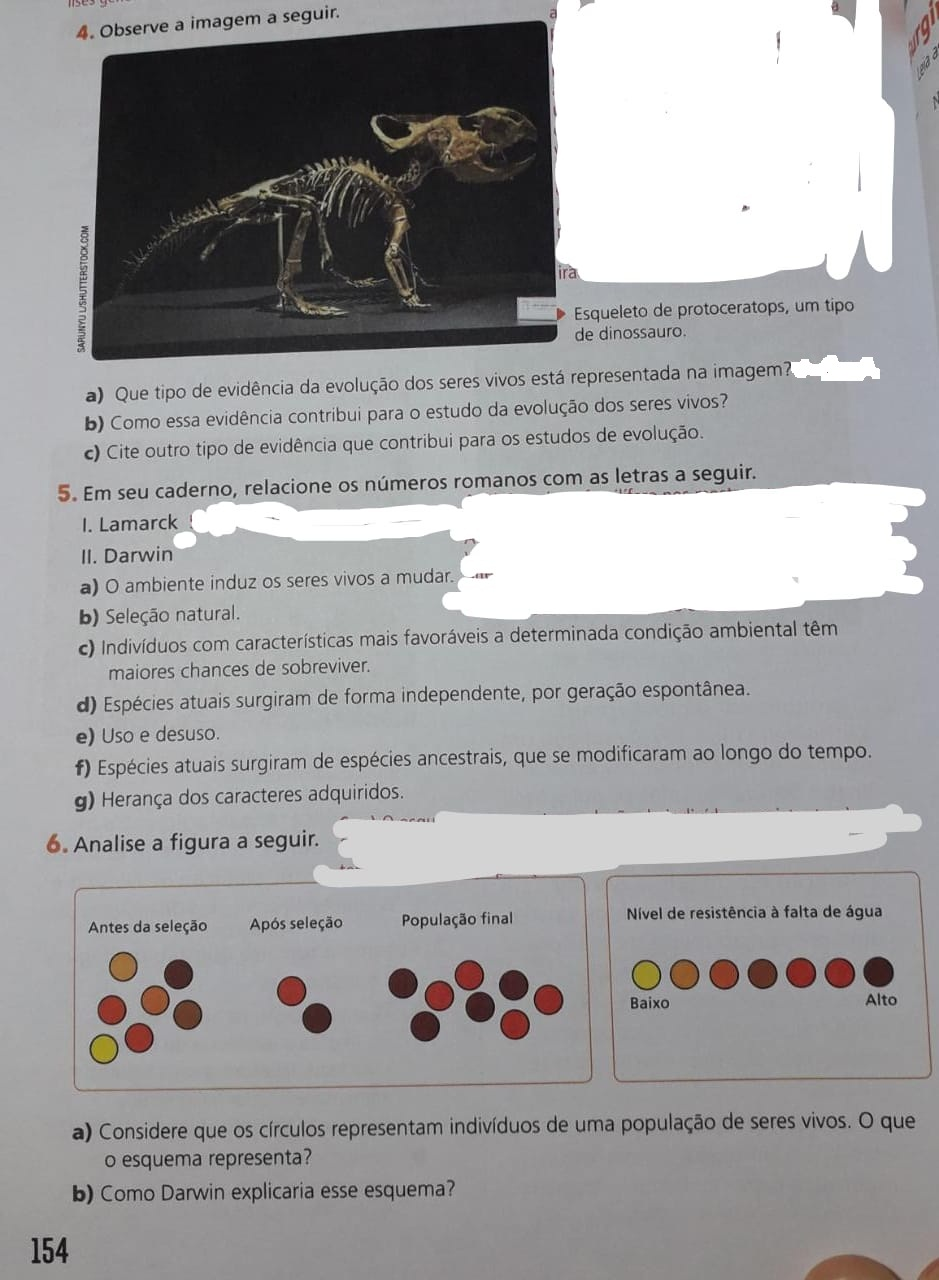 4. Observe a imagem a seguir.
SARUNYU L/SHUTTERSTOCK.COM
irá
Esqueleto de protoceratops, um tipo
de dinossauro.
a) Que tipo de evidência da evolução dos seres vivos está representada na imagem?
b) Como essa evidência contribui para o estudo da evolução dos seres vivos?
c) Cite outro tipo de evidência que contribui para os estudos de evolução.
5. Em seu caderno, relacione os números romanos com as letras a seguir.
I. Lamarck
II. Darwin
a) O ambiente induz os seres vivos a mudar.
b) Seleção natural.
c) Indivíduos com características mais favoráveis a determinada condição ambiental têm
maiores chances de sobreviver.
d) Espécies atuais surgiram de forma independente, por geração espontânea.
e) Uso e desuso.
f) Espécies atuais surgiram de espécies ancestrais, que se modificaram ao longo do tempo.
g) Herança dos caracteres adquiridos.
6. Analise a figura a seguir.
Antes da seleção
Após seleção
População final
Nível de resistência à falta de água
Baixo
Alto
a) Considere que os círculos representam indivíduos de uma população de seres vivos. O que
o esquema representa?
b) Como Darwin explicaria esse esquema?
154